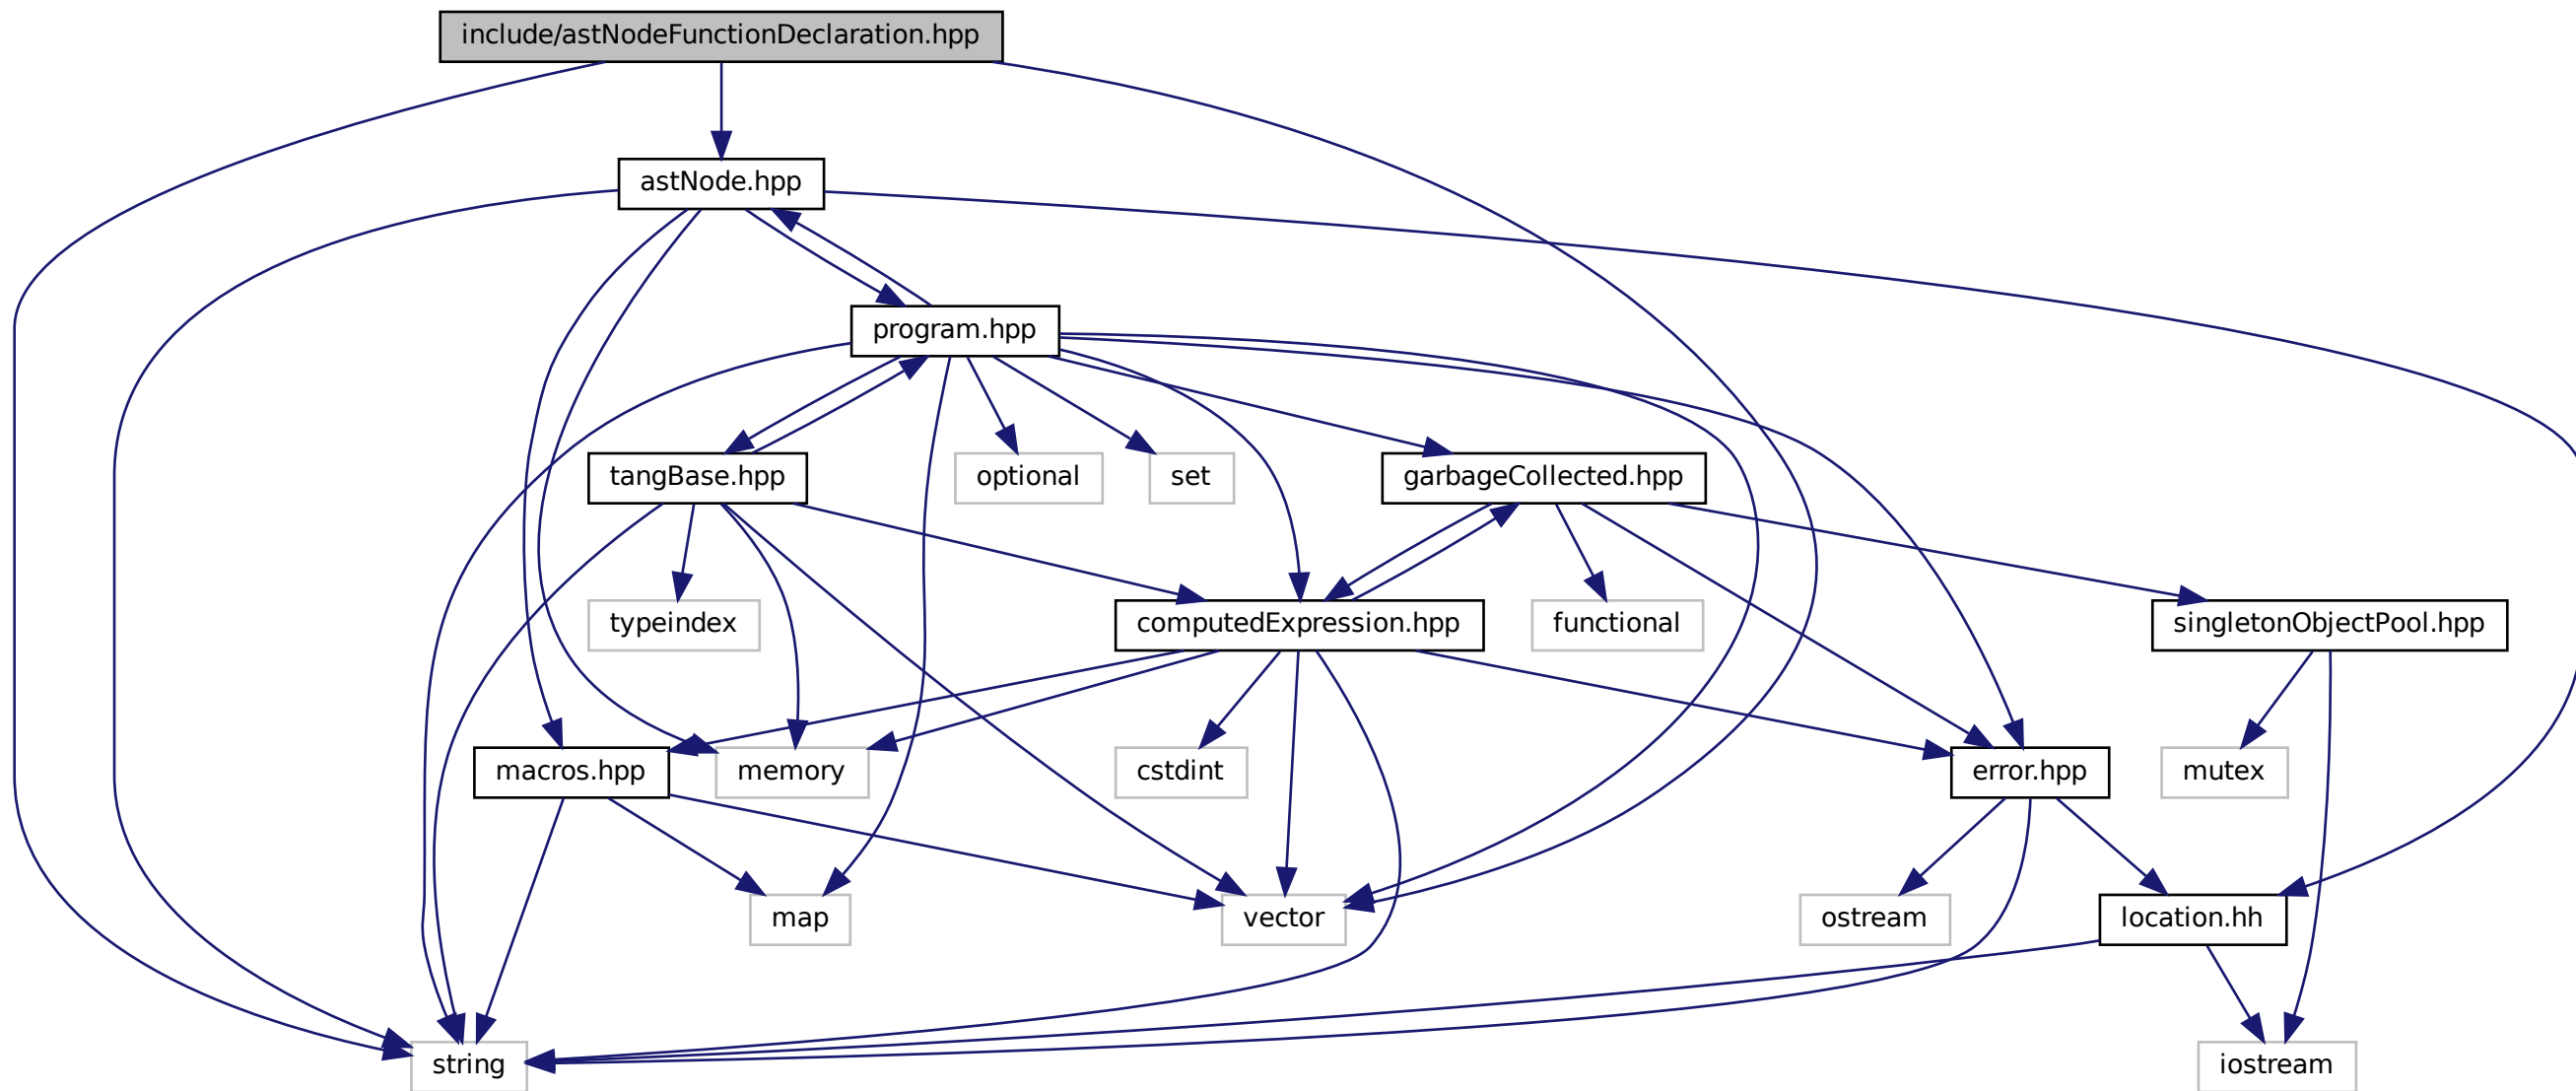 include/astNodeFunctionDeclaration.hpp
astNode.hpp
program.hpp
tangBase.hpp
optional
set
garbageCollected.hpp
typeindex
computedExpression.hpp
functional
singletonObjectPool.hpp
macros.hpp
memory
cstdint
error.hpp
mutex
map
vector
ostream
location.hh
string
iostream